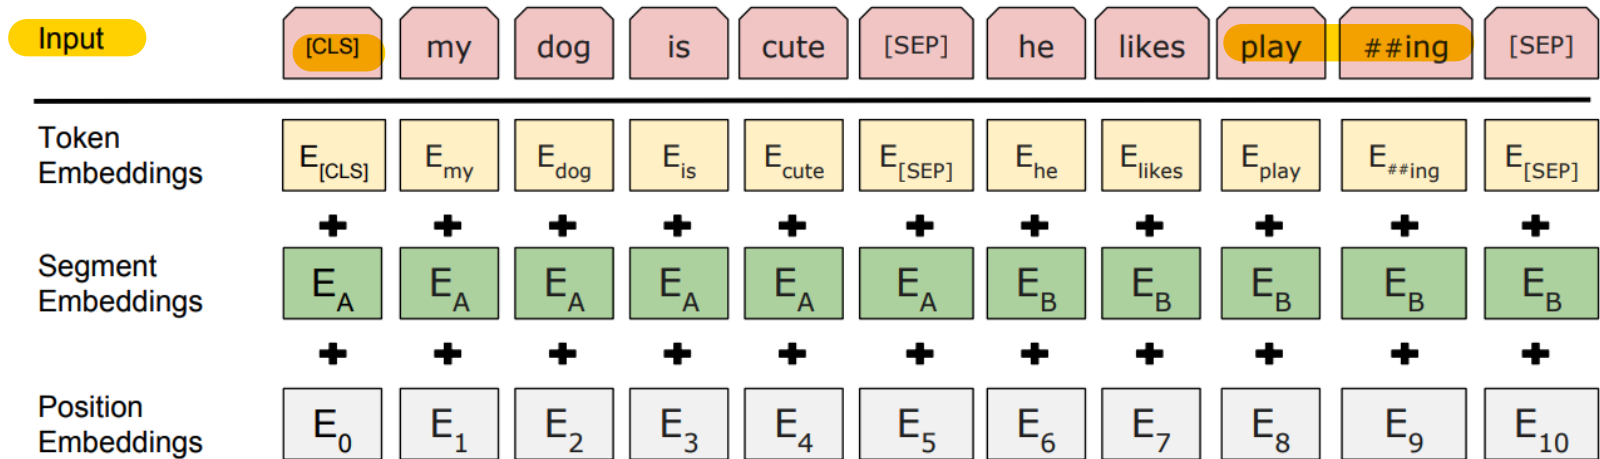 Input [CLS] my dog is cute [SEP] he likes play ##ing [SEP]
Token Embeddings E[CLS] Emy Edog Eis Ecute E[SEP] Ehe Elikes Eplay E##ing E[SEP]
+ + + + + + + + + + +
Segment Embeddings EA EA EA EA EA EA EB EB EB EB EB
+ + + + + + + + + + +
Position Embeddings E0 E1 E2 E3 E4 E5 E6 E7 E8 E9 E10